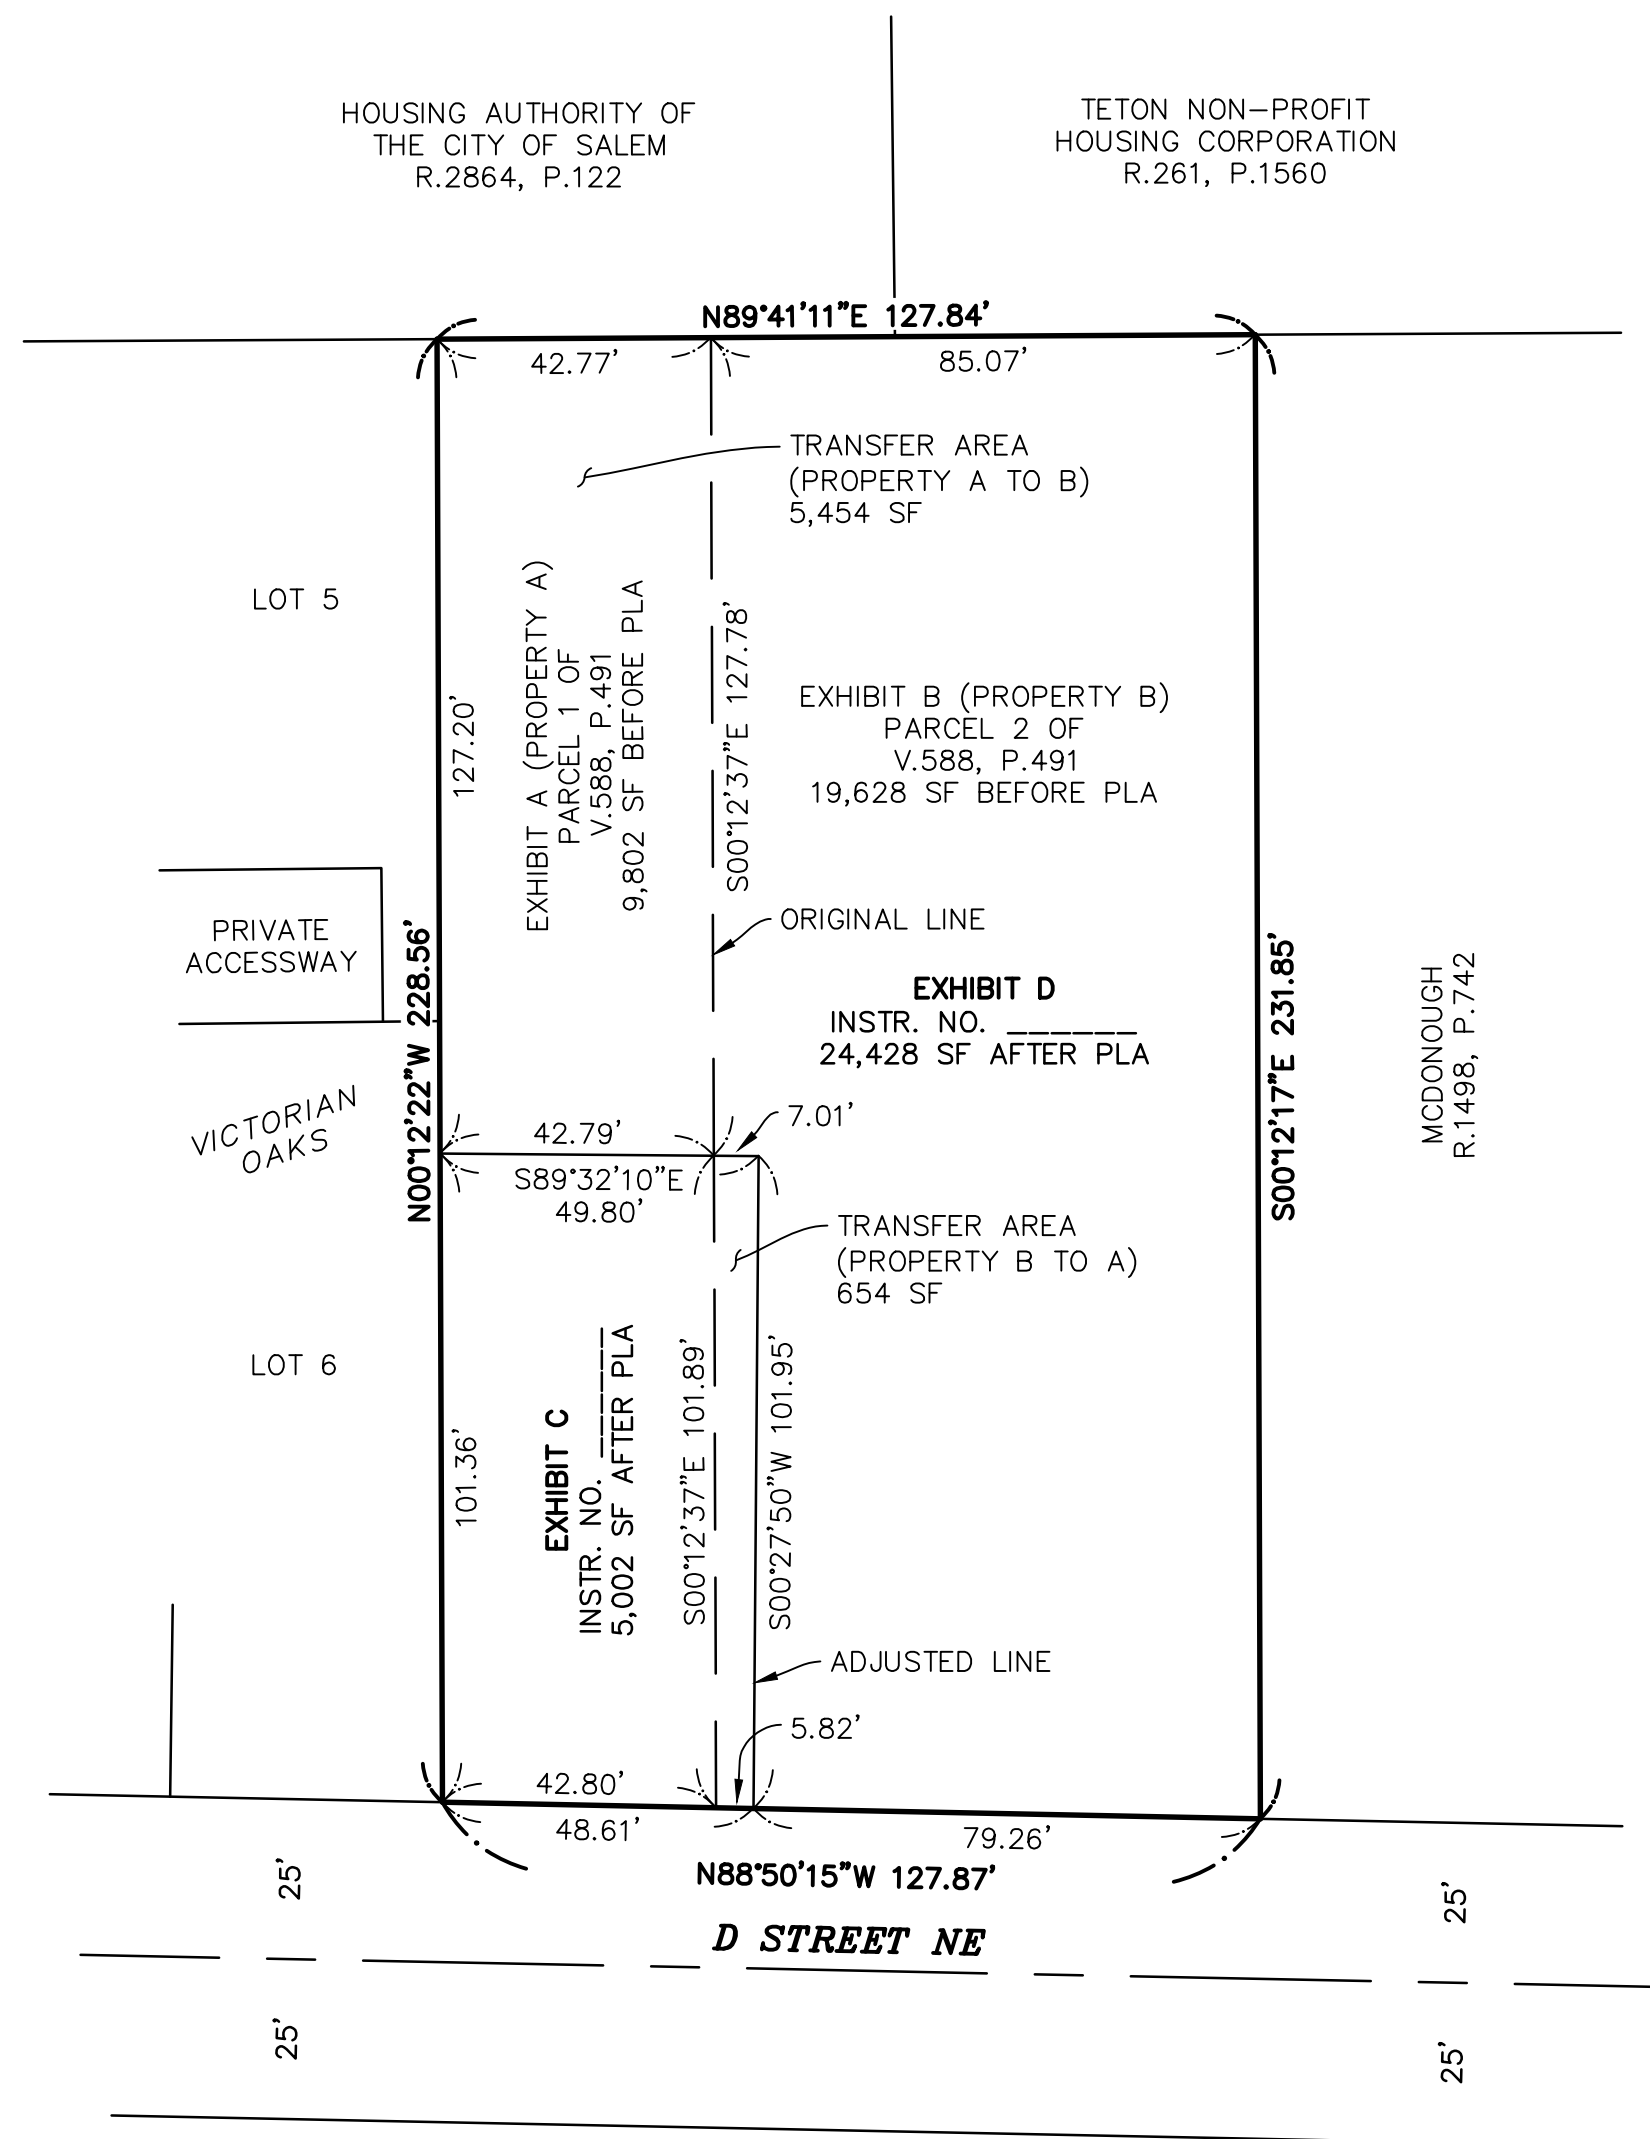 HOUSING AUTHORITY OF
THE CITY OF SALEM
R.2864, P.122
TETON NON-PROFIT
HOUSING CORPORATION
R.261, P.1560
N89°41'11"E 127.84'
42.77'
85.07'
TRANSFER AREA
(PROPERTY A TO B)
5,454 SF
LOT 5
127.20'
EXHIBIT A (PROPERTY A)
PARCEL 1 OF
V.588, P.491
9,802 SF BEFORE PLA
S00°12'37"E 127.78'
EXHIBIT B (PROPERTY B)
PARCEL 2 OF
V.588, P.491
19,628 SF BEFORE PLA
ORIGINAL LINE
PRIVATE
ACCESSWAY
N00°12'22"W 228.56'
EXHIBIT D
INSTR. NO. ______
24,428 SF AFTER PLA
S00°12'17"E 231.85'
MCDONOUGH
R.1498, P.742
VICTORIAN
OAKS
42.79'
7.01'
S89°32'10"E
49.80'
TRANSFER AREA
(PROPERTY B TO A)
654 SF
LOT 6
101.36'
EXHIBIT C
INSTR. NO. ______
5,002 SF AFTER PLA
S00°12'37"E 101.89'
S00°27'50"W 101.95'
ADJUSTED LINE
5.82'
42.80'
48.61'
79.26'
N88°50'15"W 127.87'
25'
25'
D STREET NE
25'
25'